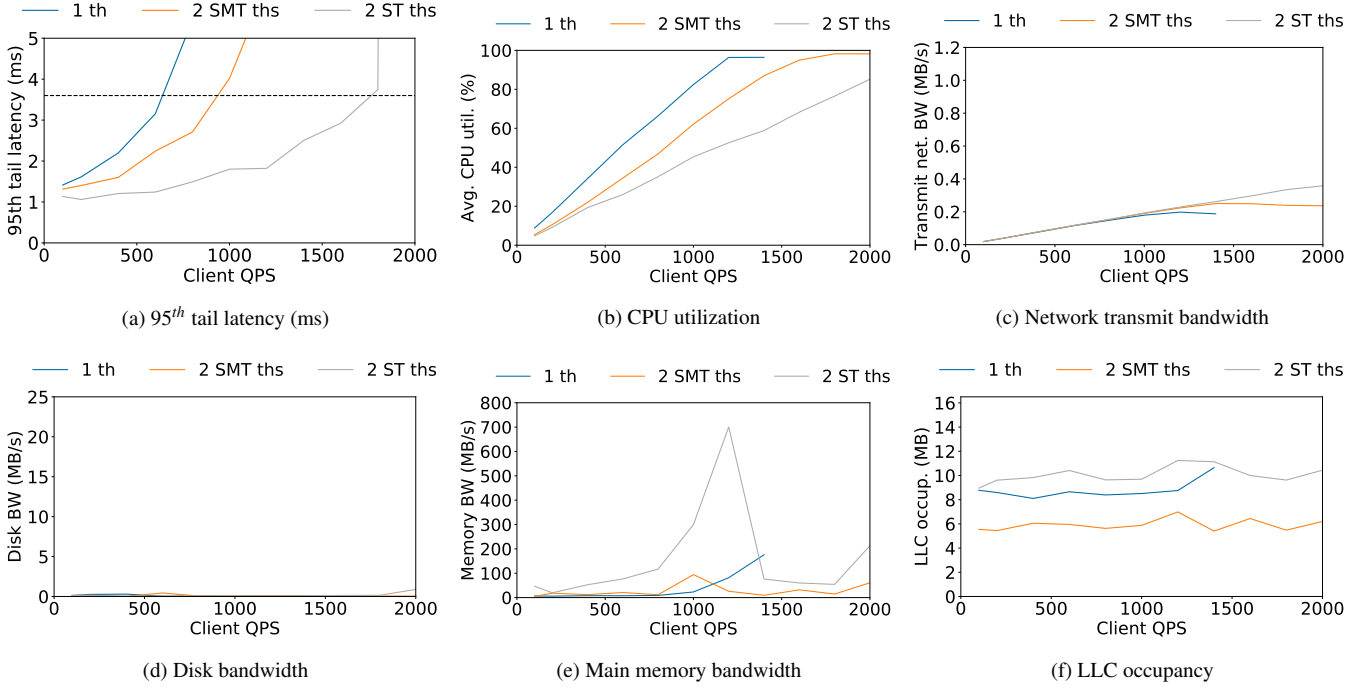 1 th 2 SMT ths 2 ST ths
95th tail latency (ms)
5
4
3
2
1
0
0 500 1000 1500 2000
Client QPS
(a) 95th tail latency (ms)
1 th 2 SMT ths 2 ST ths
Avg. CPU util. (%)
100
80
60
40
20
0
0 500 1000 1500 2000
Client QPS
(b) CPU utilization
1 th 2 SMT ths 2 ST ths
Transmit net. BW (MB/s)
1.2
1.0
0.8
0.6
0.4
0.2
0.0
0 500 1000 1500 2000
Client QPS
(c) Network transmit bandwidth
1 th 2 SMT ths 2 ST ths
Disk BW (MB/s)
25
20
15
10
5
0
0 500 1000 1500 2000
Client QPS
(d) Disk bandwidth
1 th 2 SMT ths 2 ST ths
Memory BW (MB/s)
800
700
600
500
400
300
200
100
0
0 500 1000 1500 2000
Client QPS
(e) Main memory bandwidth
1 th 2 SMT ths 2 ST ths
LLC occup. (MB)
16
14
12
10
8
6
4
2
0
0 500 1000 1500 2000
Client QPS
(f) LLC occupancy